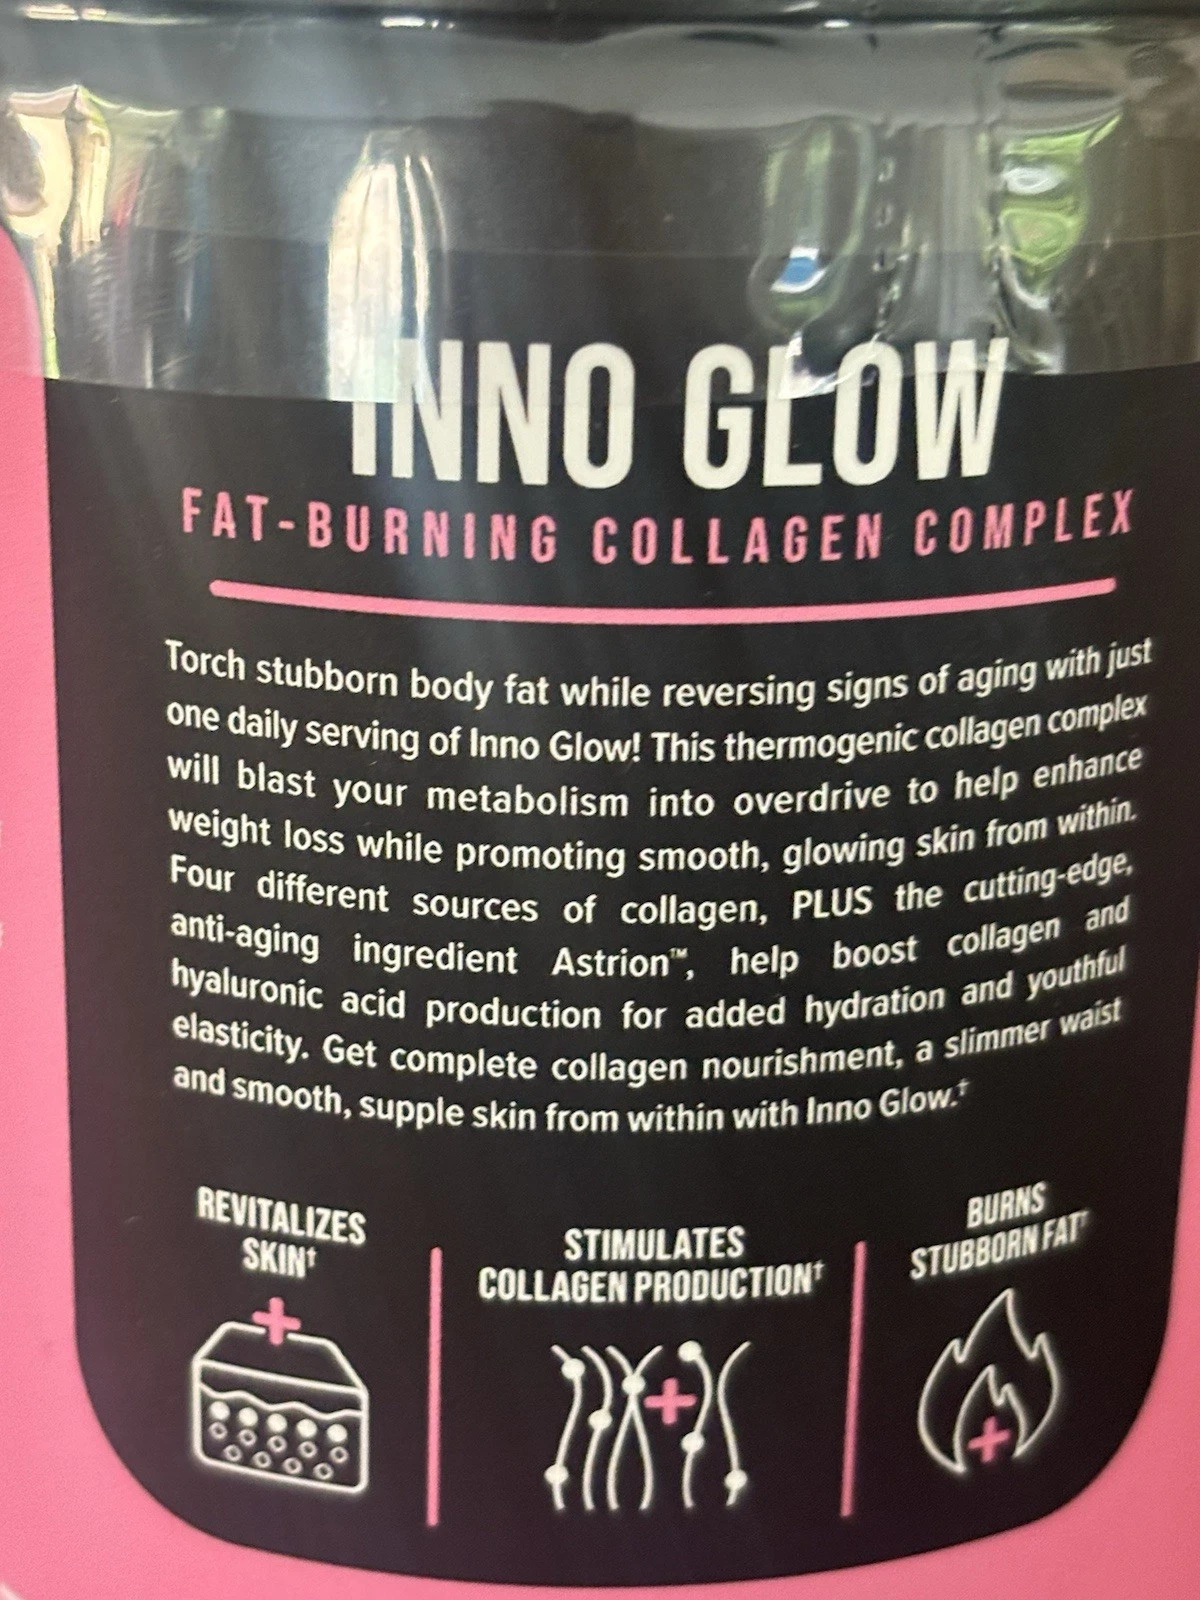 INNO GLOW
FAT-BURNING COLLAGEN COMPLEX
Torch stubborn body fat while reversing signs of aging with just
one daily serving of Inno Glow! This thermogenic collagen complex
will blast your metabolism into overdrive to help enhance
weight loss while promoting smooth, glowing skin from within.
Four different sources of collagen, PLUS the cutting-edge,
anti-aging ingredient Astrion™, help boost collagen and
hyaluronic acid production for added hydration and youthful
elasticity. Get complete collagen nourishment, a slimmer waist
and smooth, supple skin from within with Inno Glow.†
REVITALIZES
SKIN†
STIMULATES
COLLAGEN PRODUCTION†
BURNS
STUBBORN FAT†